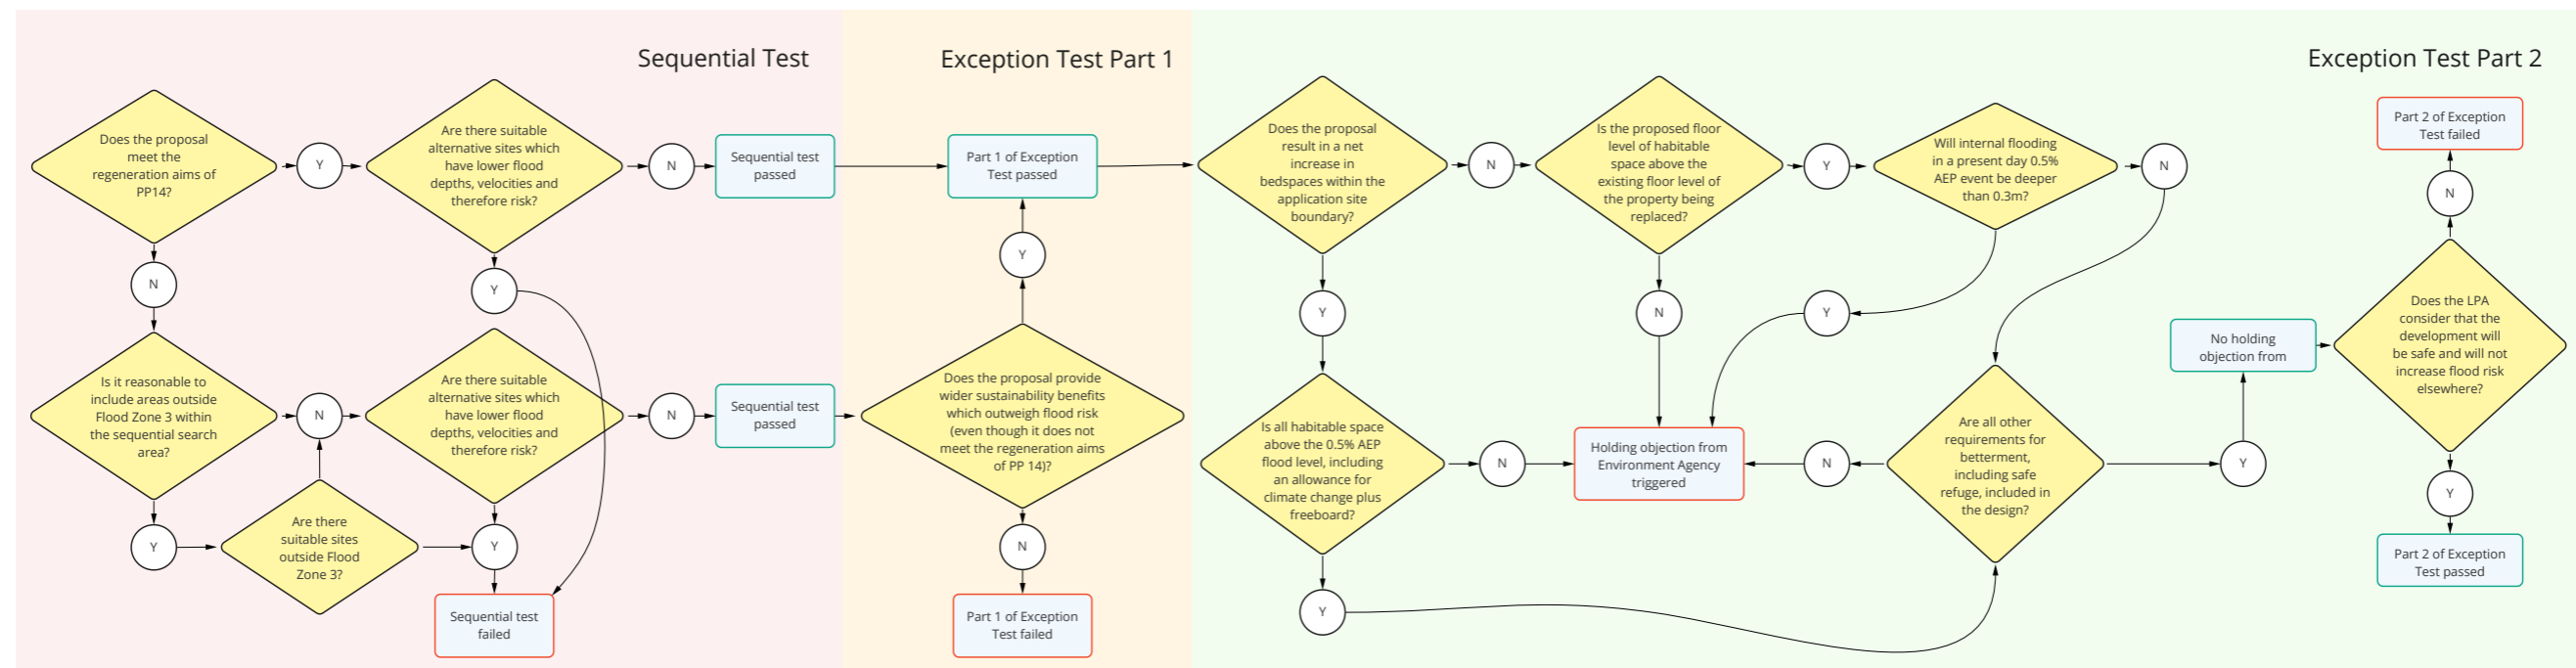 Sequential Test
Does the proposal
meet the
regeneration aims of
PP14?
Y
Are there suitable
alternative sites which
have lower flood
depths, velocities and
therefore risk?
N
Sequential test
passed
N
Y
Is it reasonable to
include areas outside
Flood Zone 3 within
the sequential search
area?
N
Are there suitable
alternative sites which
have lower flood
depths, velocities and
therefore risk?
N
Sequential test
passed
Y
Are there
suitable sites
outside Flood
Zone 3?
Y
Sequential test
failed
Exception Test Part 1
Part 1 of Exception
Test passed
Y
Does the proposal provide
wider sustainability benefits
which outweigh flood risk
(even though it does not
meet the regeneration aims
of PP 14)?
N
Part 1 of Exception
Test failed
Exception Test Part 2
Does the proposal
result in a net
increase in
bedspaces within the
application site
boundary?
N
Is the proposed floor
level of habitable
space above the
existing floor level of
the property being
replaced?
Y
Will internal flooding
in a present day 0.5%
AEP event be deeper
than 0.3m?
N
Y
N
Y
Is all habitable space
above the 0.5% AEP
flood level, including
an allowance for
climate change plus
freeboard?
N
Holding objection from
Environment Agency
triggered
N
Are all other
requirements for
betterment,
including safe
refuge, included in
the design?
Y
Y
No holding
objection from
Part 2 of Exception
Test failed
N
Does the LPA
consider that the
development will
be safe and will not
increase flood risk
elsewhere?
Y
Part 2 of Exception
Test passed